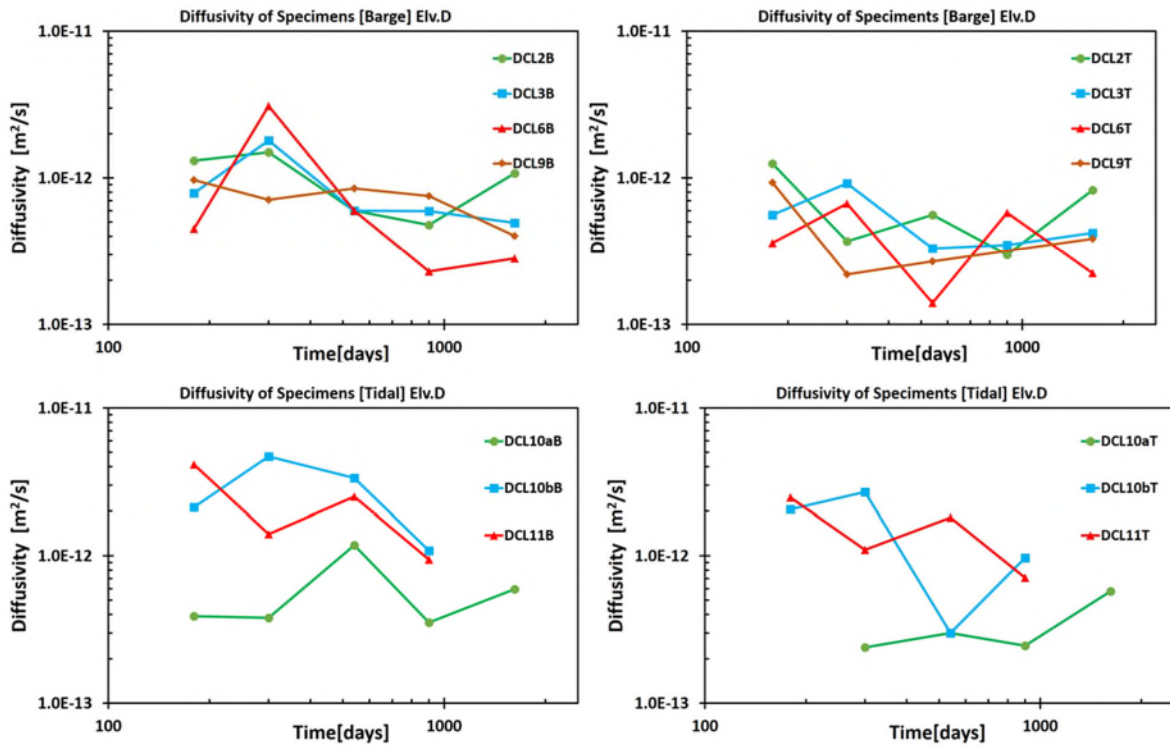 Diffusivity of Specimens [Barge] Elv.D
Diffusivity [m²/s]
1.0E-11
1.0E-12
1.0E-13
100
1000
Time[days]
DCL2B
DCL3B
DCL6B
DCL9B
Diffusivity of Speciments [Barge] Elv.D
Diffusivity [m²/s]
1.0E-11
1.0E-12
1.0E-13
100
1000
Time[days]
DCL2T
DCL3T
DCL6T
DCL9T
Diffusivity of Specimens [Tidal] Elv.D
Diffusivity [m²/s]
1.0E-11
1.0E-12
1.0E-13
100
1000
Time[days]
DCL10aB
DCL10bB
DCL11B
Diffusivity of Speciments [Tidal] Elv.D
Diffusivity [m²/s]
1.0E-11
1.0E-12
1.0E-13
100
1000
Time[days]
DCL10aT
DCL10bT
DCL11T